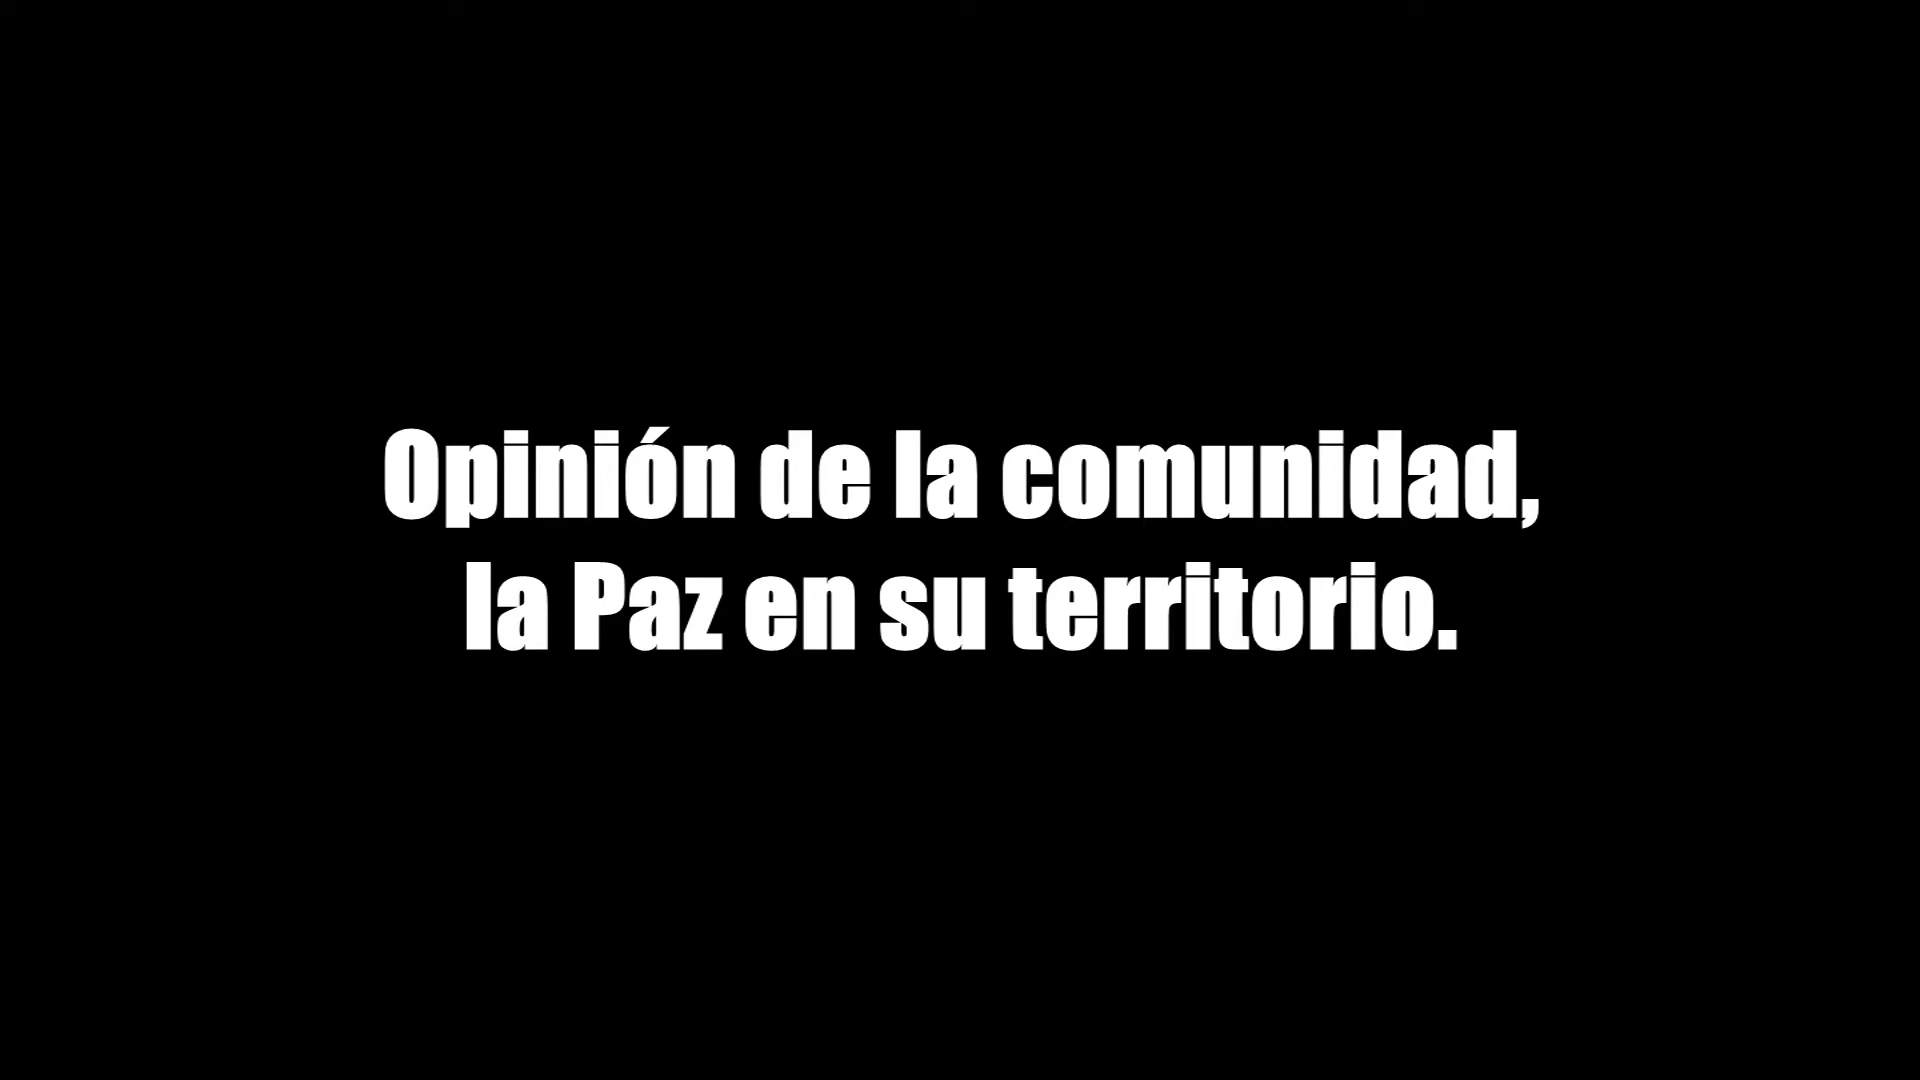 Opinión de la comunidad,
la Paz en su territorio.